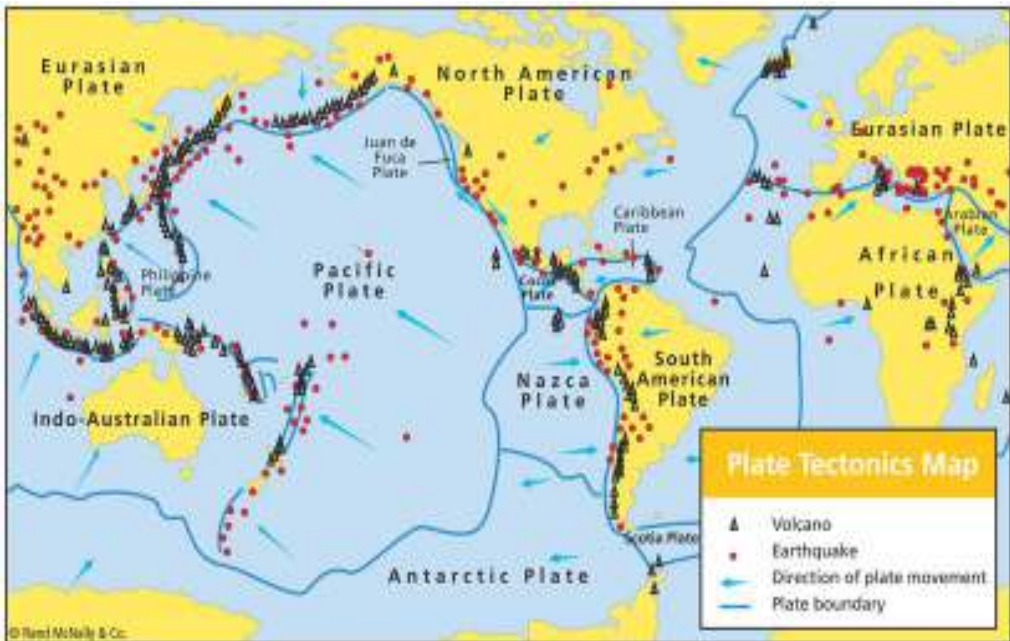 Eurasian
Plate
North American
Plate
Juan de
Fuca
Plate
Eurasian Plate
Caribbean
Plate
Arabian
Plate
African
Plate
Philippine
Plate
Pacific
Plate
Cocos
Plate
Nazca
Plate
South
American
Plate
Indo-Australian Plate
Scotia Plate
Antarctic Plate
Plate Tectonics Map
Volcano
Earthquake
Direction of plate movement
Plate boundary
© Rand McNally & Co.